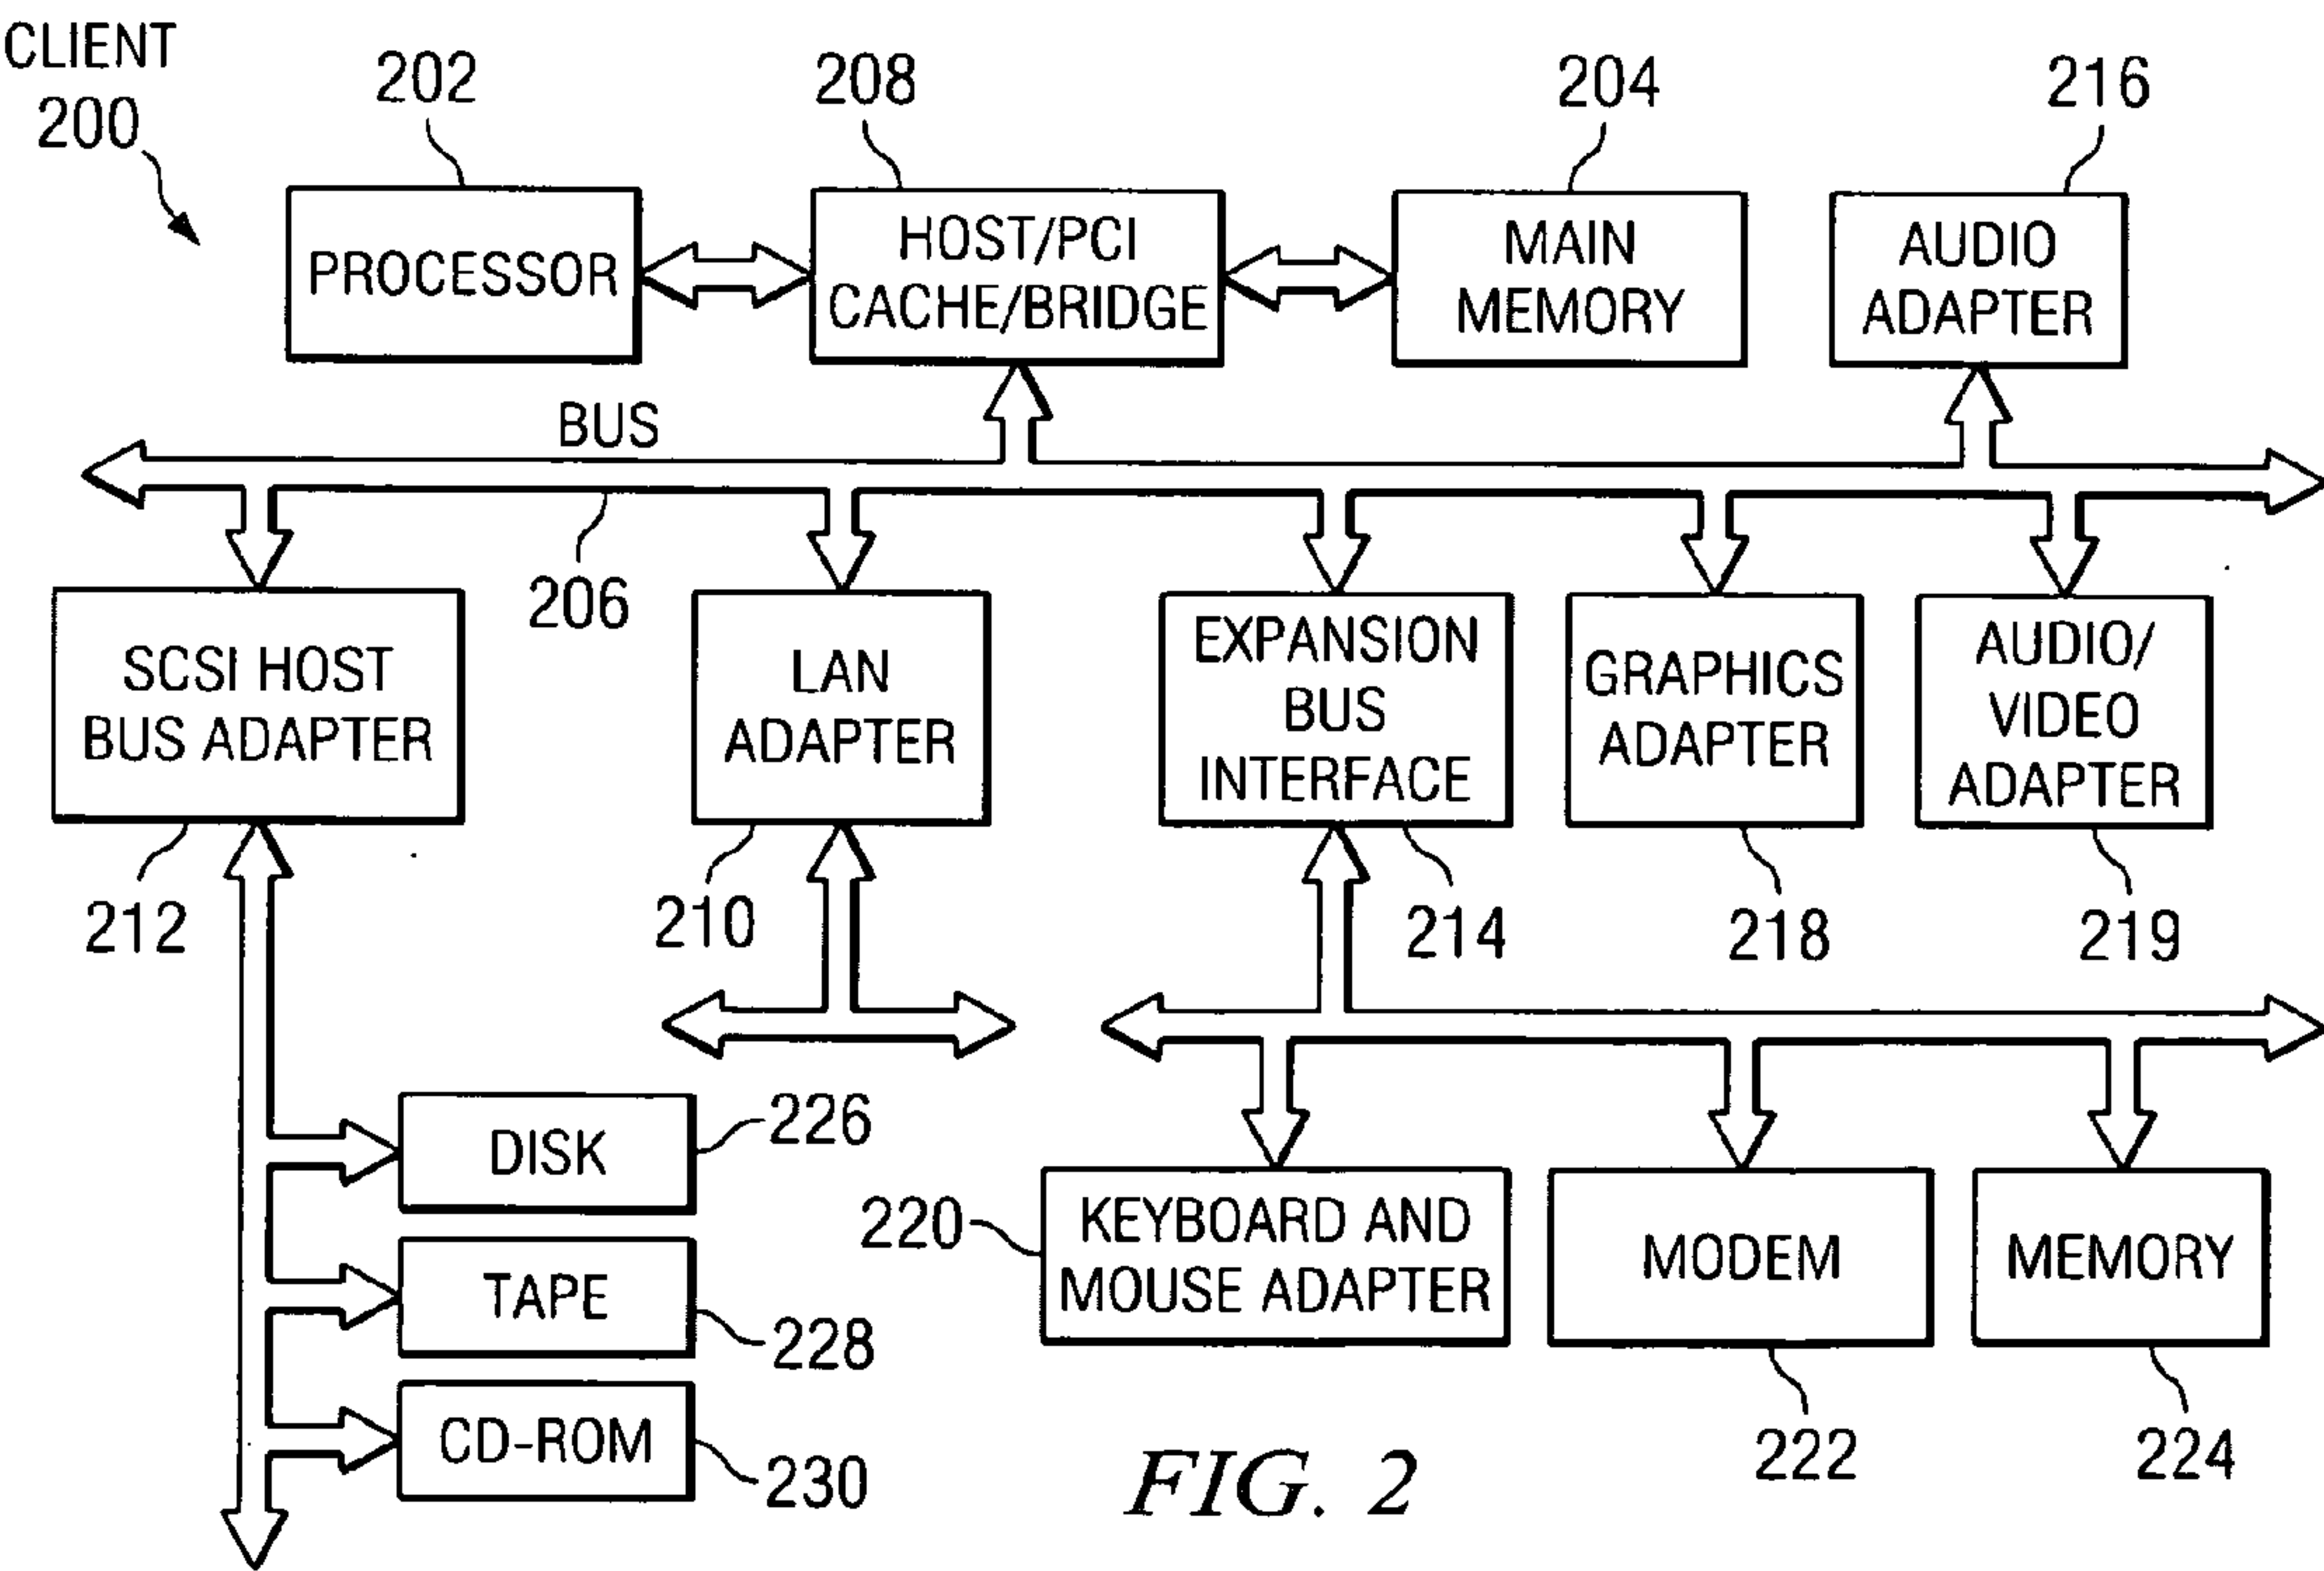 CLIENT
200
202
208
204
216
PROCESSOR
HOST/PCI
CACHE/BRIDGE
MAIN
MEMORY
AUDIO
ADAPTER
BUS
206
SCSI HOST
BUS ADAPTER
LAN
ADAPTER
EXPANSION
BUS
INTERFACE
GRAPHICS
ADAPTER
AUDIO/
VIDEO
ADAPTER
212
210
214
218
219
DISK
226
TAPE
228
CD-ROM
230
220
KEYBOARD AND
MOUSE ADAPTER
MODEM
MEMORY
222
224
FIG. 2